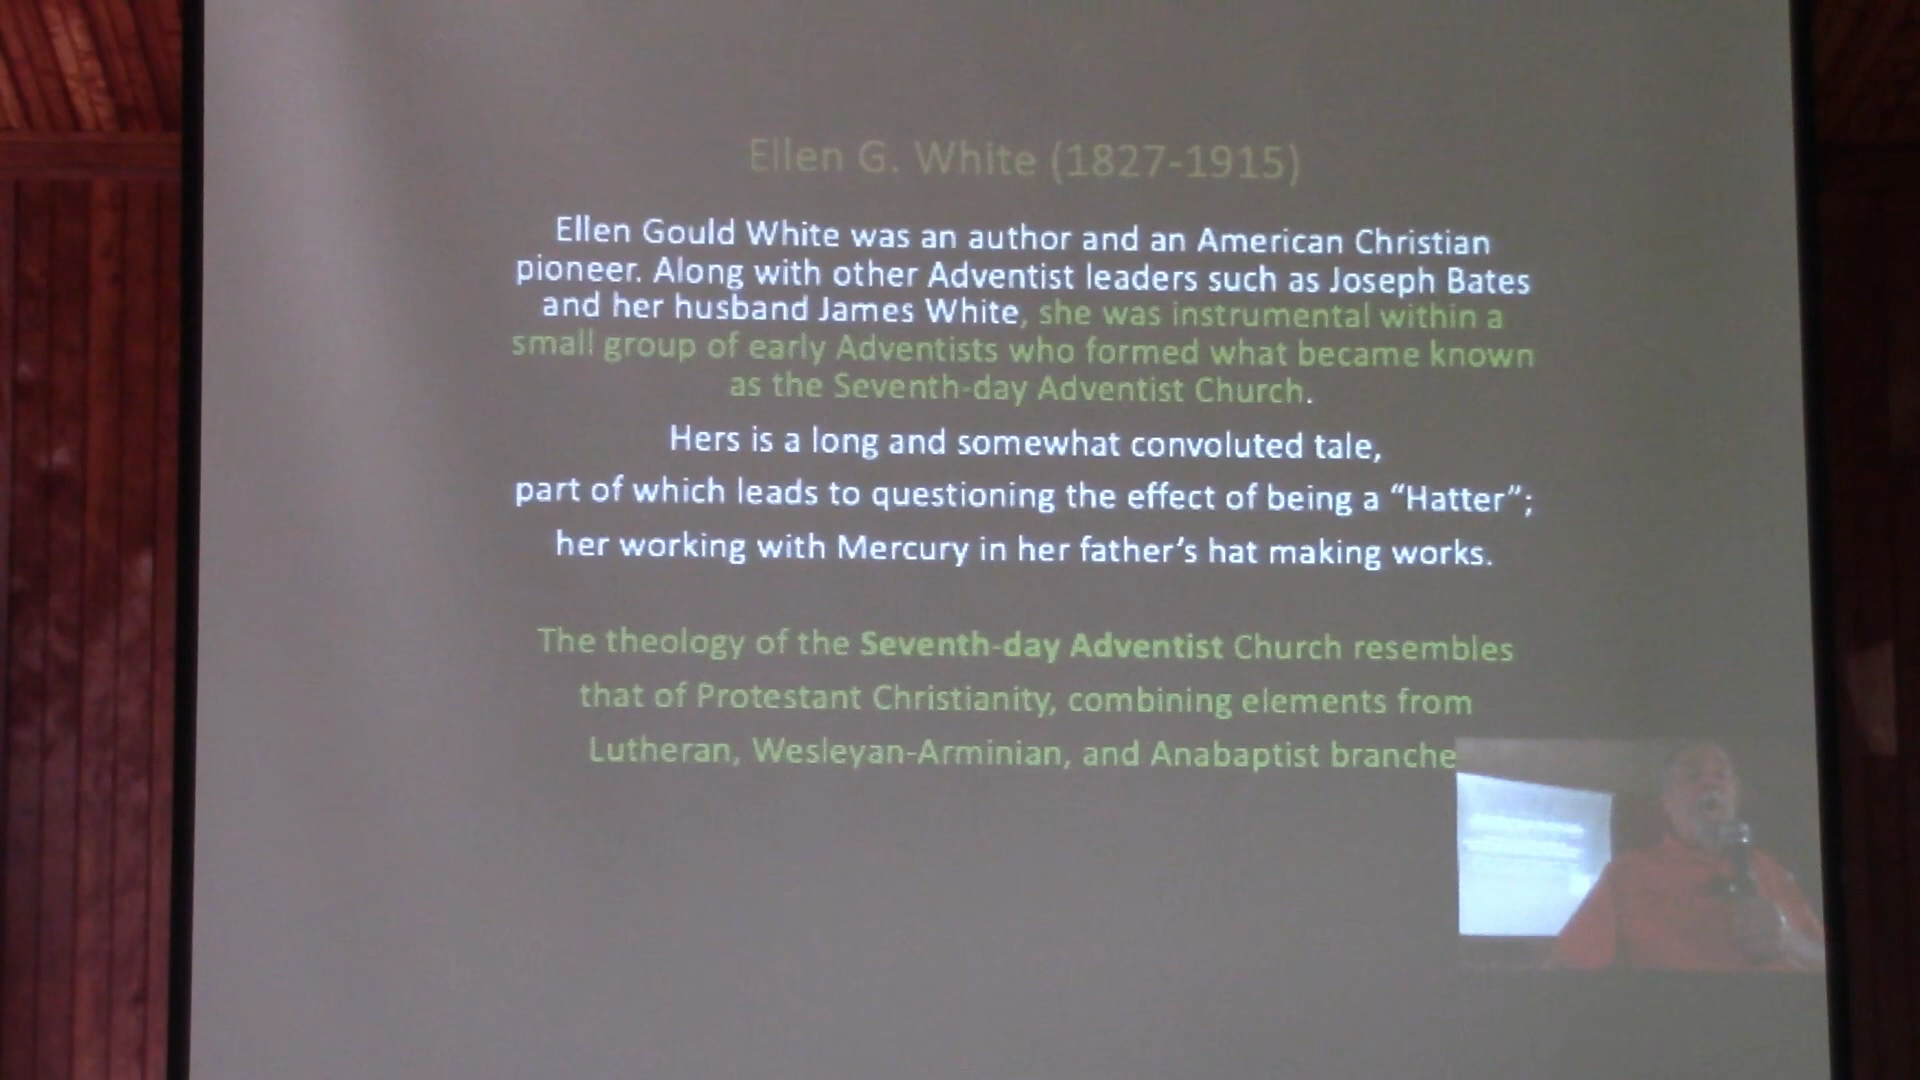 Ellen G. White (1827-1915)
Ellen Gould White was an author and an American Christian
pioneer. Along with other Adventist leaders such as Joseph Bates
and her husband James White, she was instrumental within a
small group of early Adventists who formed what became known
as the Seventh-day Adventist Church.
Hers is a long and somewhat convoluted tale,
part of which leads to questioning the effect of being a “Hatter”;
her working with Mercury in her father’s hat making works.
The theology of the Seventh-day Adventist Church resembles
that of Protestant Christianity, combining elements from
Lutheran, Wesleyan-Arminian, and Anabaptist branche